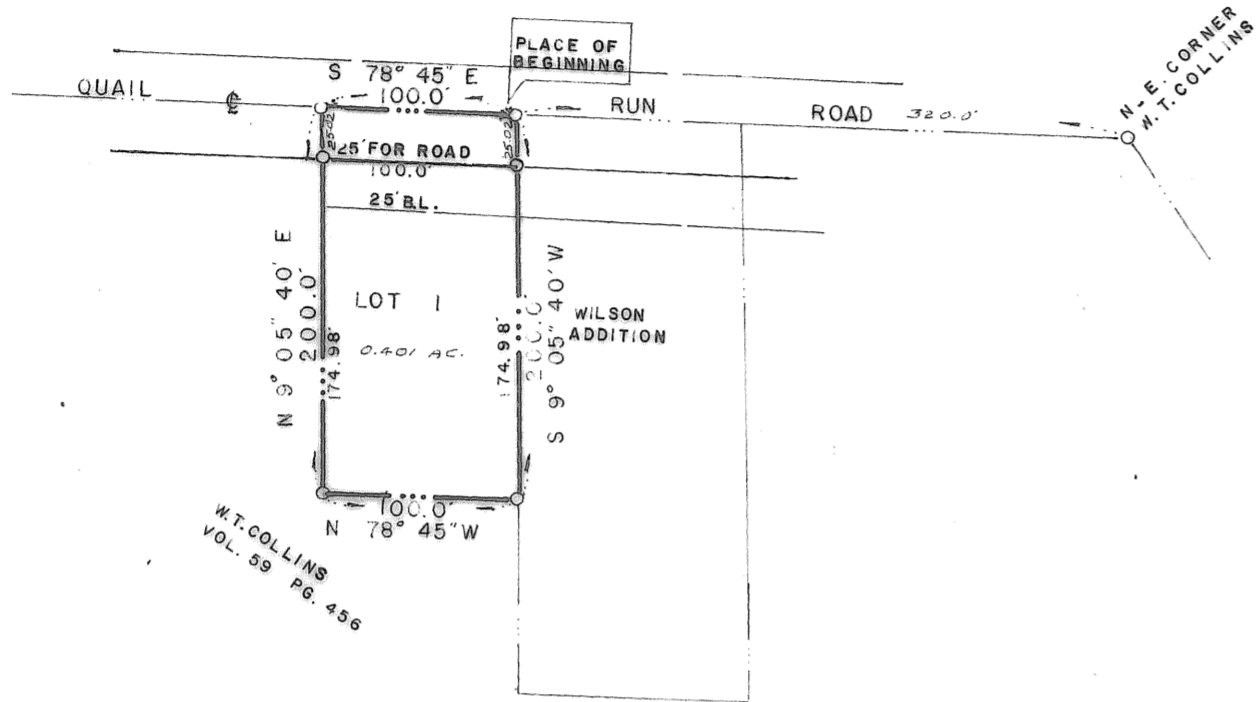 PLACE OF
BEGINNING
N-E. CORNER
W. T. COLLINS
S 78° 45" E
100.0'
QUAIL
RUN
ROAD
320.0'
25.02'
25.02'
25' FOR ROAD
100.0'
25' B.L.
N 9° 05" 40' E
200.0'
174.98'
LOT 1
0.401 AC.
174.98'
200.0'
S 9° 05" 40' W
WILSON
ADDITION
100.0'
N 78° 45" W
W. T. COLLINS
VOL. 59 PG. 456